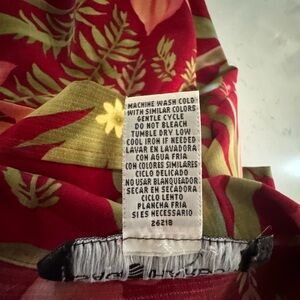 MACHINE WASH COLD
WITH SIMILAR COLORS
GENTLE CYCLE
DO NOT BLEACH
TUMBLE DRY LOW
COOL IRON IF NEEDED
LAVAR EN LAVADORA
CON AGUA FRIA
CON COLORES SIMILARES
CICLO DELICADO
NO USAR BLANQUEADOR
SECAR EN SECADORA
CICLO LENTO
PLANCHA FRIA
SI ES NECESSARIO
26218